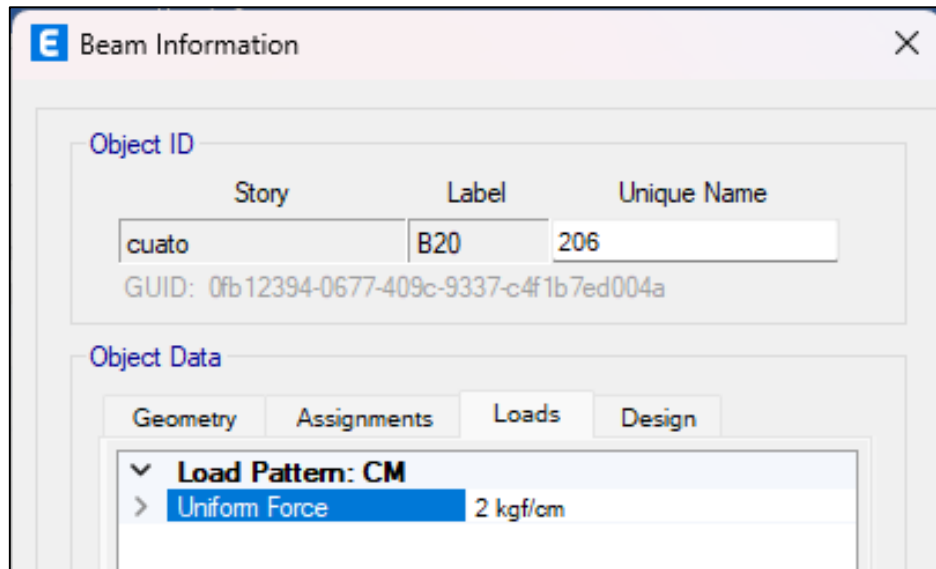 E Beam Information
Object ID
Story Label Unique Name
cuato B20 206
GUID: 0fb12394-0677-409c-9337-c4f1b7ed004a
Object Data
Geometry Assignments Loads Design
Load Pattern: CM
Uniform Force 2 kgf/cm